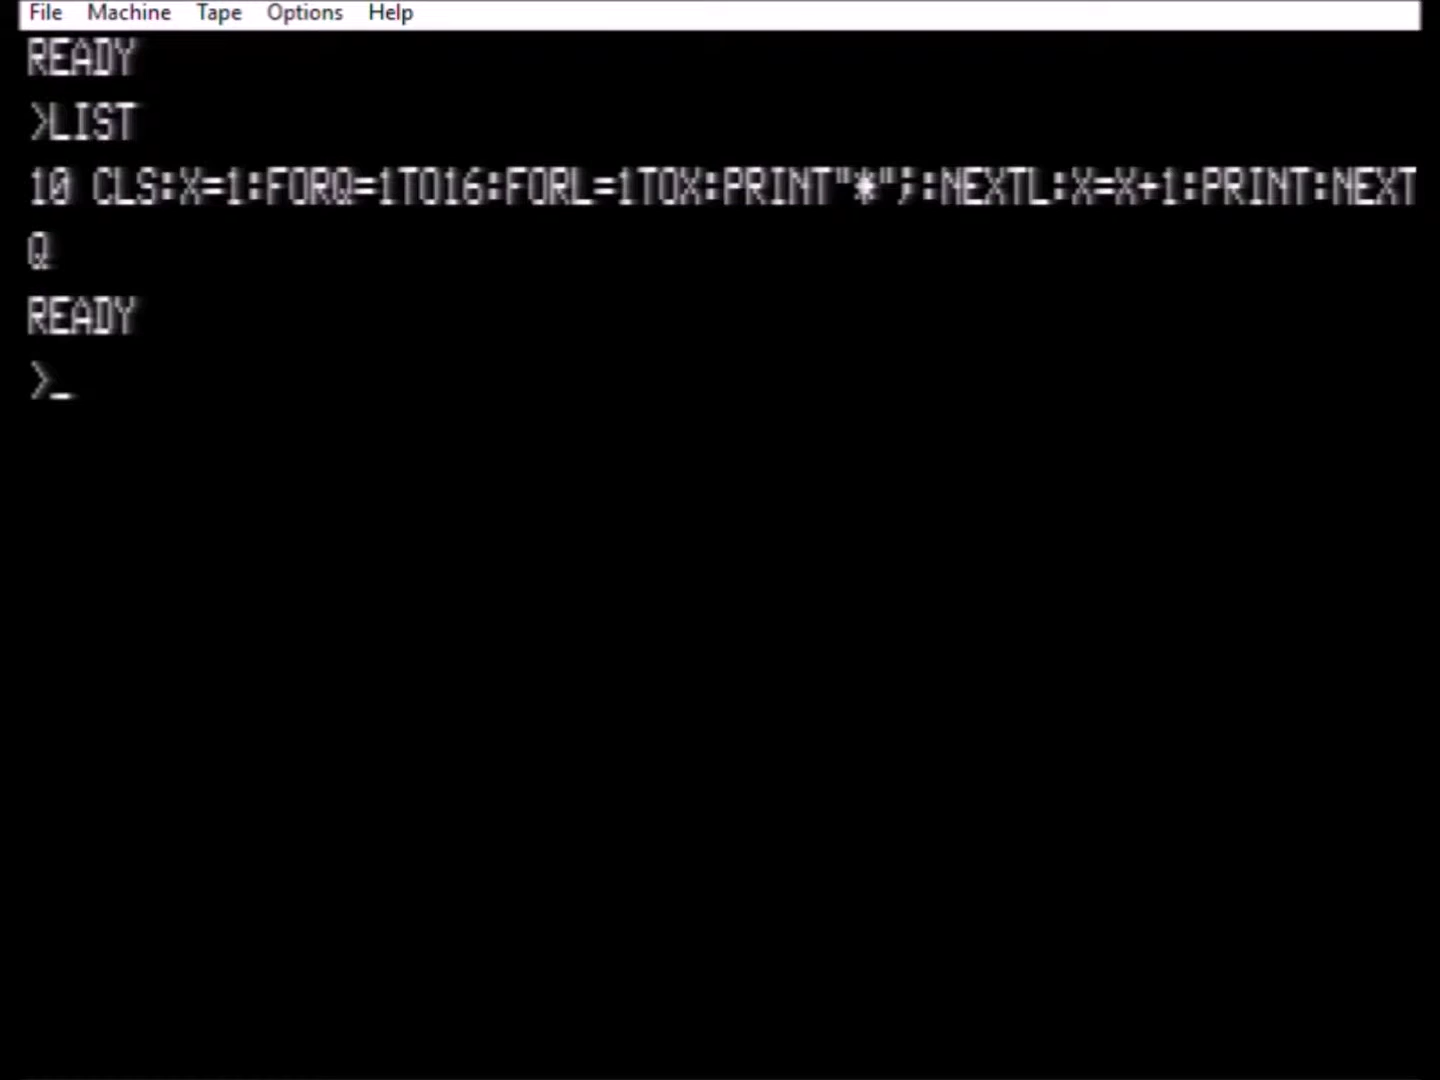 File Machine Tape Options Help
READY
>LIST
10 CLS:X=1:FORQ=1TO16:FORL=1TOX:PRINT"*";:NEXTL:X=X+1:PRINT:NEXT
Q
READY
>_